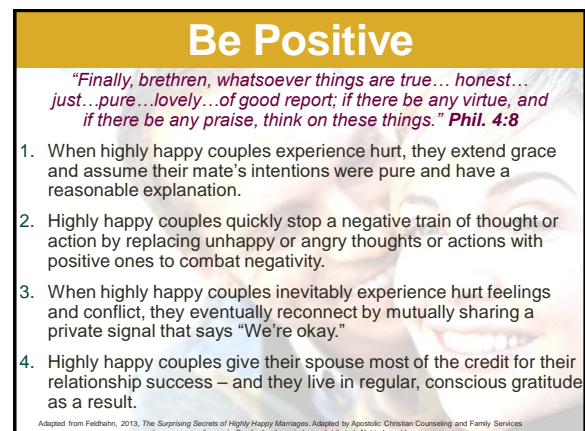 Be Positive
“Finally, brethren, whatsoever things are true… honest…
just…pure…lovely…of good report; if there be any virtue, and
if there be any praise, think on these things.” Phil. 4:8
1. When highly happy couples experience hurt, they extend grace
and assume their mate's intentions were pure and have a
reasonable explanation.
2. Highly happy couples quickly stop a negative train of thought or
action by replacing unhappy or angry thoughts or actions with
positive ones to combat negativity.
3. When highly happy couples inevitably experience hurt feelings
and conflict, they eventually reconnect by mutually sharing a
private signal that says “We’re okay.”
4. Highly happy couples give their spouse most of the credit for their
relationship success – and they live in regular, conscious gratitude
as a result.
Adapted from Feldhahn, 2013, The Surprising Secrets of Highly Happy Marriages. Adapted by Apostolic Christian Counseling and Family Services